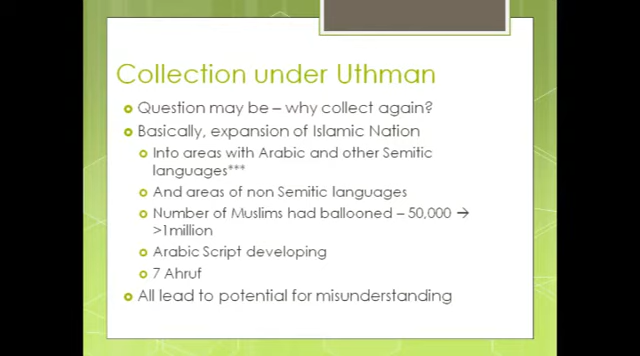 Collection under Uthman
Question may be – why collect again?
Basically, expansion of Islamic Nation
Into areas with Arabic and other Semitic
languages***
And areas of non Semitic languages
Number of Muslims had ballooned – 50,000 →
>1million
Arabic Script developing
7 Ahruf
All lead to potential for misunderstanding